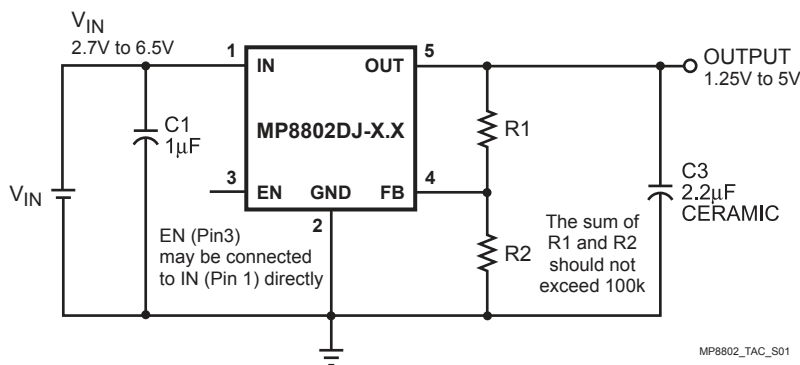 V_IN
2.7V to 6.5V
1
5
IN
OUT
OUTPUT
1.25V to 5V
MP8802DJ-X.X
C1
1μF
R1
V_IN
3
EN
GND
FB
4
2
C3
2.2μF
CERAMIC
EN (Pin3)
may be connected
to IN (Pin 1) directly
R2
The sum of
R1 and R2
should not
exceed 100k
MP8802_TAC_S01